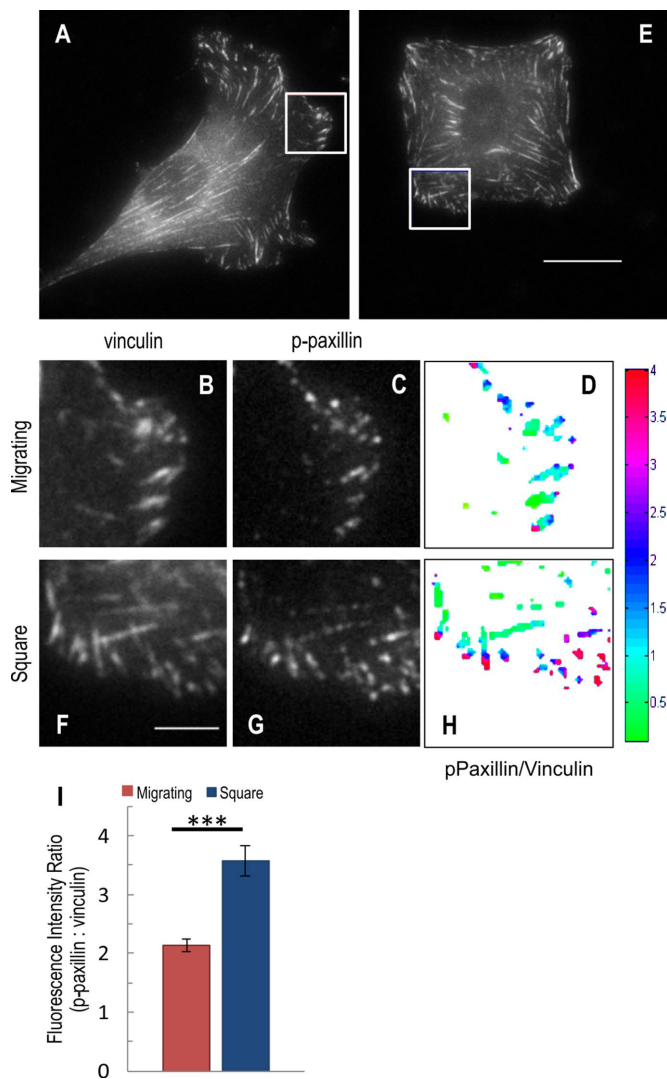 A
E
vinculin
p-paxillin
Migrating
B
C
D
Square
F
G
H
4
3.5
3
2.5
2
1.5
1
0.5
pPaxillin/Vinculin
I
Migrating
Square
***
Fluorescence Intensity Ratio
(p-paxillin : vinculin)
4
3
2
1
0